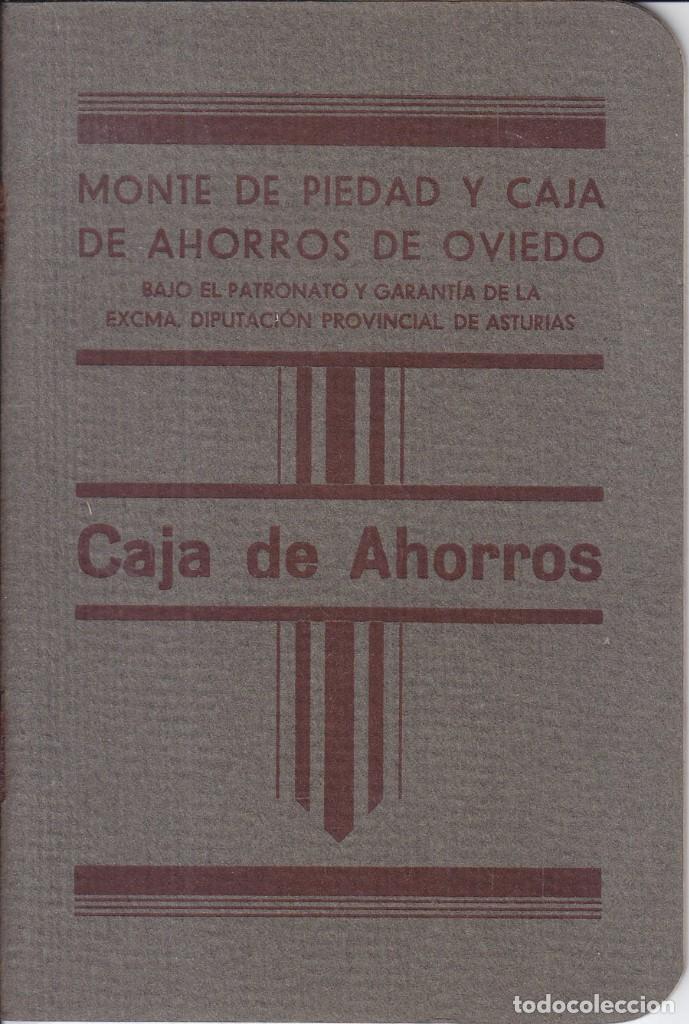 MONTE DE PIEDAD Y CAJA
DE AHORROS DE OVIEDO
BAJO EL PATRONATO Y GARANTÍA DE LA
EXCMA. DIPUTACIÓN PROVINCIAL DE ASTURIAS
Caja de Ahorros
todocoleccion